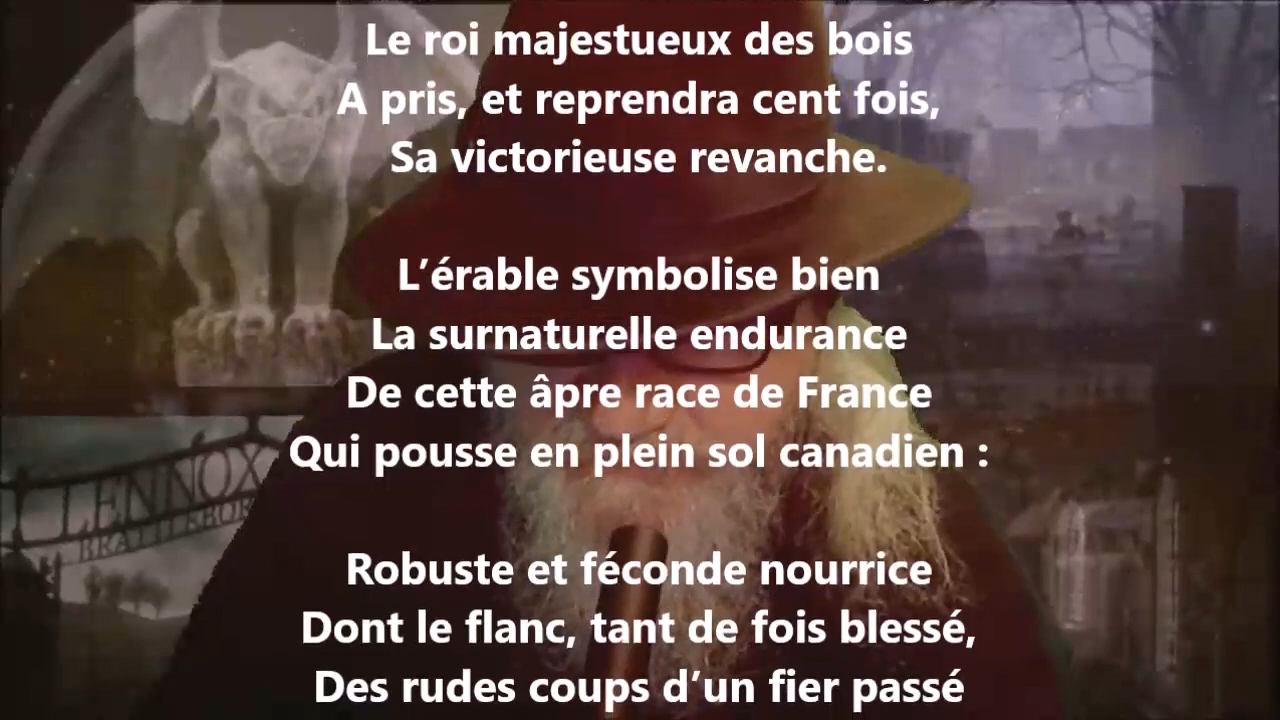 Le roi majestueux des bois
A pris, et reprendra cent fois,
Sa victorieuse revanche.
L’érable symbolise bien
La surnaturelle endurance
De cette âpre race de France
Qui pousse en plein sol canadien :
Robuste et féconde nourrice
Dont le flanc, tant de fois blessé,
Des rudes coups d’un fier passé
LENNOX
BRATTLEBOR